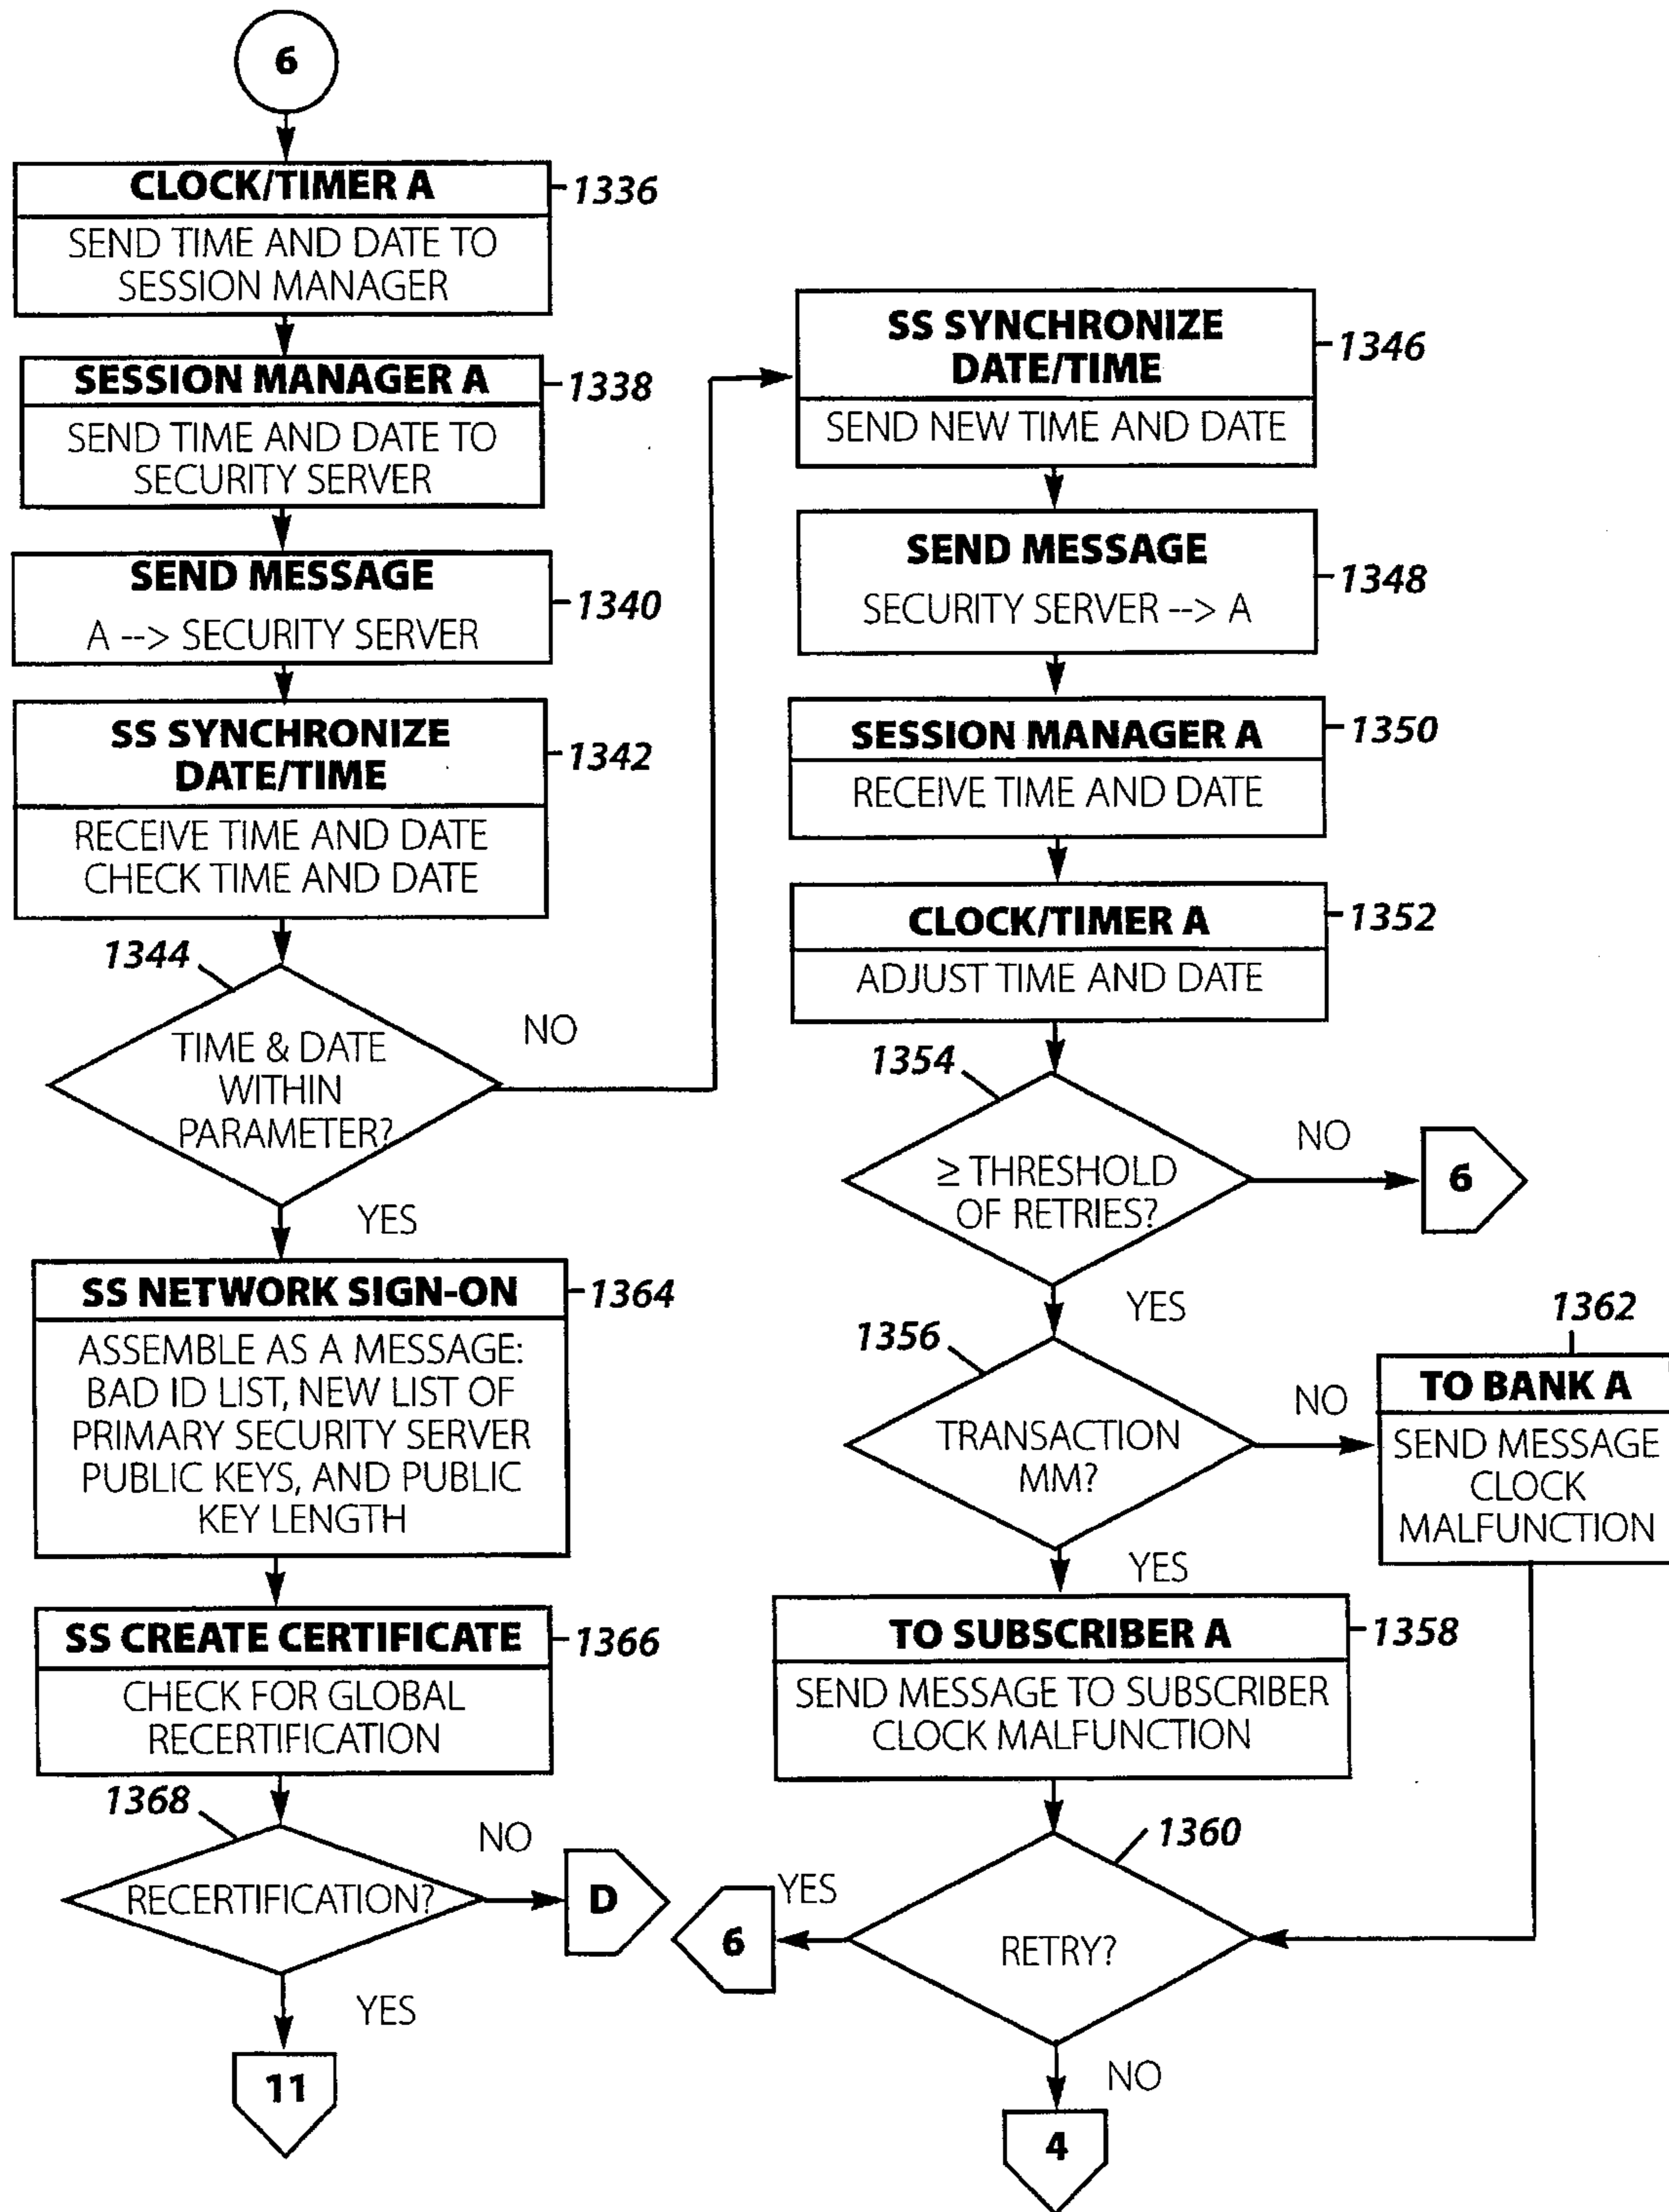 6
CLOCK/TIMER A
1336
SEND TIME AND DATE TO
SESSION MANAGER
SESSION MANAGER A
1338
SEND TIME AND DATE TO
SECURITY SERVER
SEND MESSAGE
1340
A --> SECURITY SERVER
SS SYNCHRONIZE
DATE/TIME
1342
RECEIVE TIME AND DATE
CHECK TIME AND DATE
1344
TIME & DATE
WITHIN
PARAMETER?
NO
YES
SS NETWORK SIGN-ON
1364
ASSEMBLE AS A MESSAGE:
BAD ID LIST, NEW LIST OF
PRIMARY SECURITY SERVER
PUBLIC KEYS, AND PUBLIC
KEY LENGTH
SS CREATE CERTIFICATE
1366
CHECK FOR GLOBAL
RECERTIFICATION
1368
RECERTIFICATION?
NO
D
YES
11
SS SYNCHRONIZE
DATE/TIME
1346
SEND NEW TIME AND DATE
SEND MESSAGE
1348
SECURITY SERVER --> A
SESSION MANAGER A
1350
RECEIVE TIME AND DATE
CLOCK/TIMER A
1352
ADJUST TIME AND DATE
1354
≥ THRESHOLD
OF RETRIES?
NO
6
YES
1356
TRANSACTION
MM?
NO
1362
TO BANK A
SEND MESSAGE
CLOCK
MALFUNCTION
YES
TO SUBSCRIBER A
1358
SEND MESSAGE TO SUBSCRIBER
CLOCK MALFUNCTION
1360
RETRY?
YES
6
NO
4